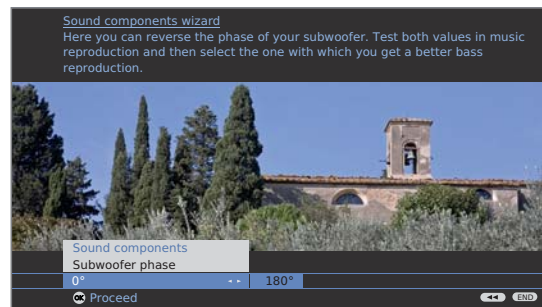 Sound components wizard
Here you can reverse the phase of your subwoofer. Test both values in music
reproduction and then select the one with which you get a better bass
reproduction.
Sound components
Subwoofer phase
0° 180°
OK Proceed END